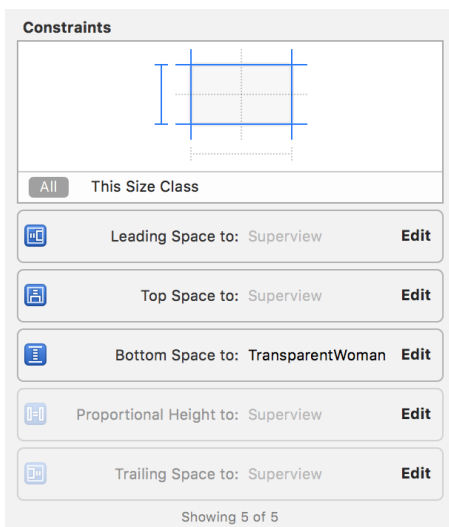 Constraints
All This Size Class
Leading Space to: Superview Edit
Top Space to: Superview Edit
Bottom Space to: TransparentWoman Edit
Proportional Height to: Superview Edit
Trailing Space to: Superview Edit
Showing 5 of 5